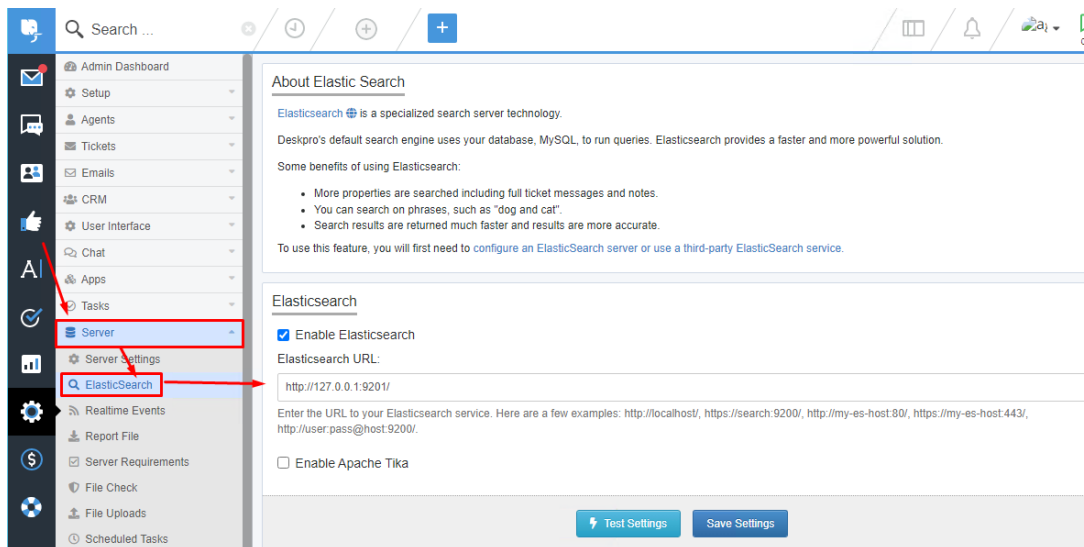 Search ...
Admin Dashboard
Setup
Agents
Tickets
Emails
CRM
User Interface
Chat
Apps
Tasks
Server
Server Settings
ElasticSearch
Realtime Events
Report File
Server Requirements
File Check
File Uploads
Scheduled Tasks
About Elastic Search
Elasticsearch is a specialized search server technology.
Deskpro's default search engine uses your database, MySQL, to run queries. Elasticsearch provides a faster and more powerful solution.
Some benefits of using Elasticsearch:
• More properties are searched including full ticket messages and notes.
• You can search on phrases, such as "dog and cat".
• Search results are returned much faster and results are more accurate.
To use this feature, you will first need to configure an ElasticSearch server or use a third-party ElasticSearch service.
Elasticsearch
Enable Elasticsearch
Elasticsearch URL:
http://127.0.0.1:9201/
Enter the URL to your Elasticsearch service. Here are a few examples: http://localhost/, https://search:9200/, http://my-es-host:80/, https://my-es-host:443/,
http://user:pass@host:9200/.
Enable Apache Tika
Test Settings
Save Settings